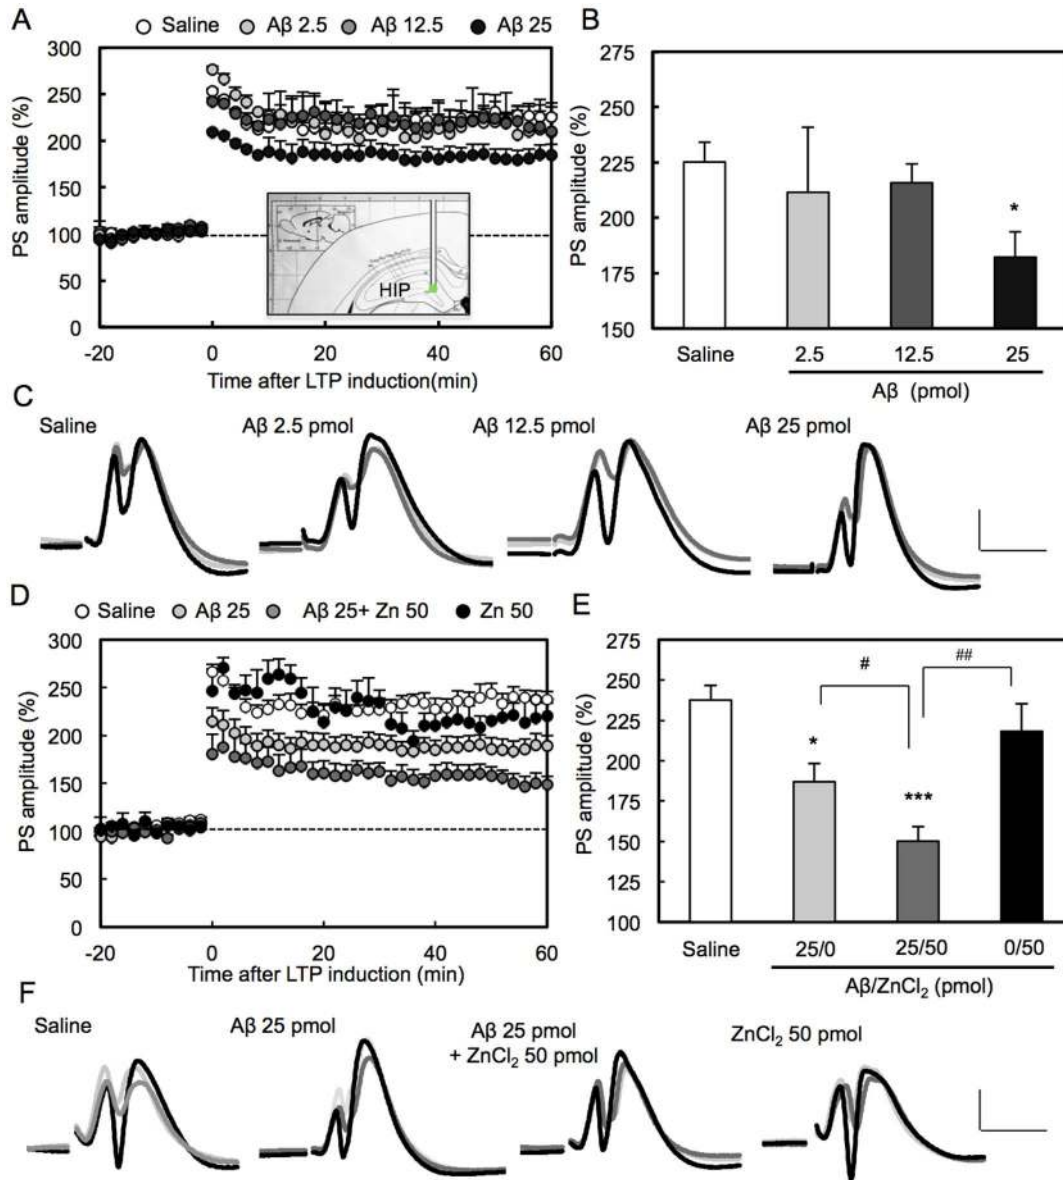 A
Saline Aβ 2.5 Aβ 12.5 Aβ 25
300
250
200
150
100
50
0
PS amplitude (%)
HIP
-20 0 20 40 60
Time after LTP induction(min)
B
275
250
225
200
175
150
PS amplitude (%)
*
Saline 2.5 12.5 25
Aβ (pmol)
C
Saline Aβ 2.5 pmol Aβ 12.5 pmol Aβ 25 pmol
D
Saline Aβ 25 Aβ 25+ Zn 50 Zn 50
300
250
200
150
100
50
0
PS amplitude (%)
-20 0 20 40 60
Time after LTP induction (min)
E
275
250
225
200
175
150
125
100
PS amplitude (%)
# ##
*
***
Saline 25/0 25/50 0/50
Aβ/ZnCl₂ (pmol)
F
Saline Aβ 25 pmol Aβ 25 pmol ZnCl₂ 50 pmol
+ ZnCl₂ 50 pmol